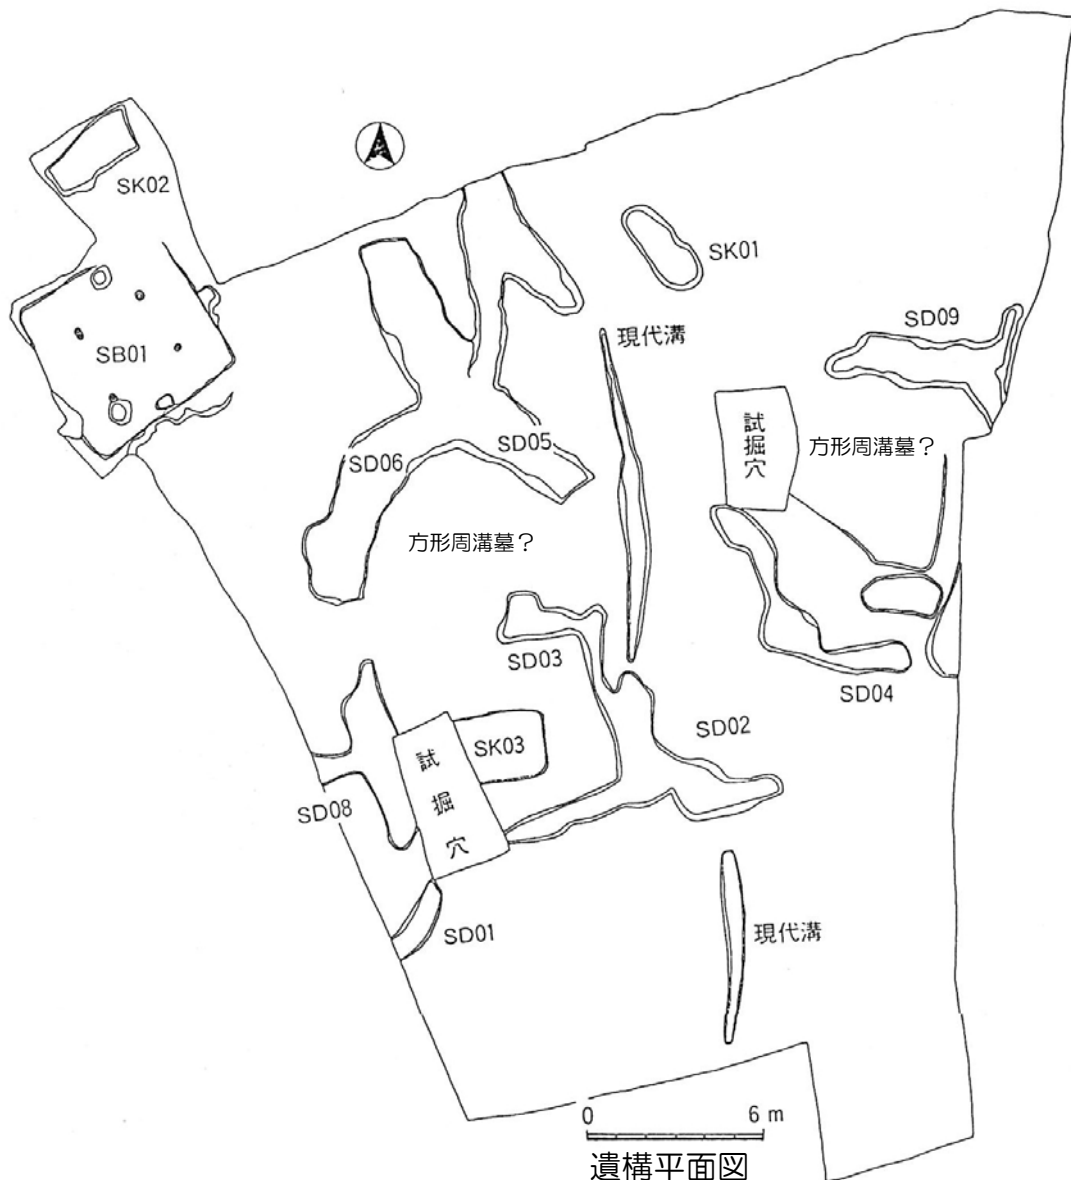 SK02
SK01
SD09
現代溝
SB01
試掘穴
方形周溝墓？
SD05
SD06
方形周溝墓？
SD03
SD04
SD02
SK03
試掘穴
SD08
SD01
現代溝
0 6 m
遺構平面図